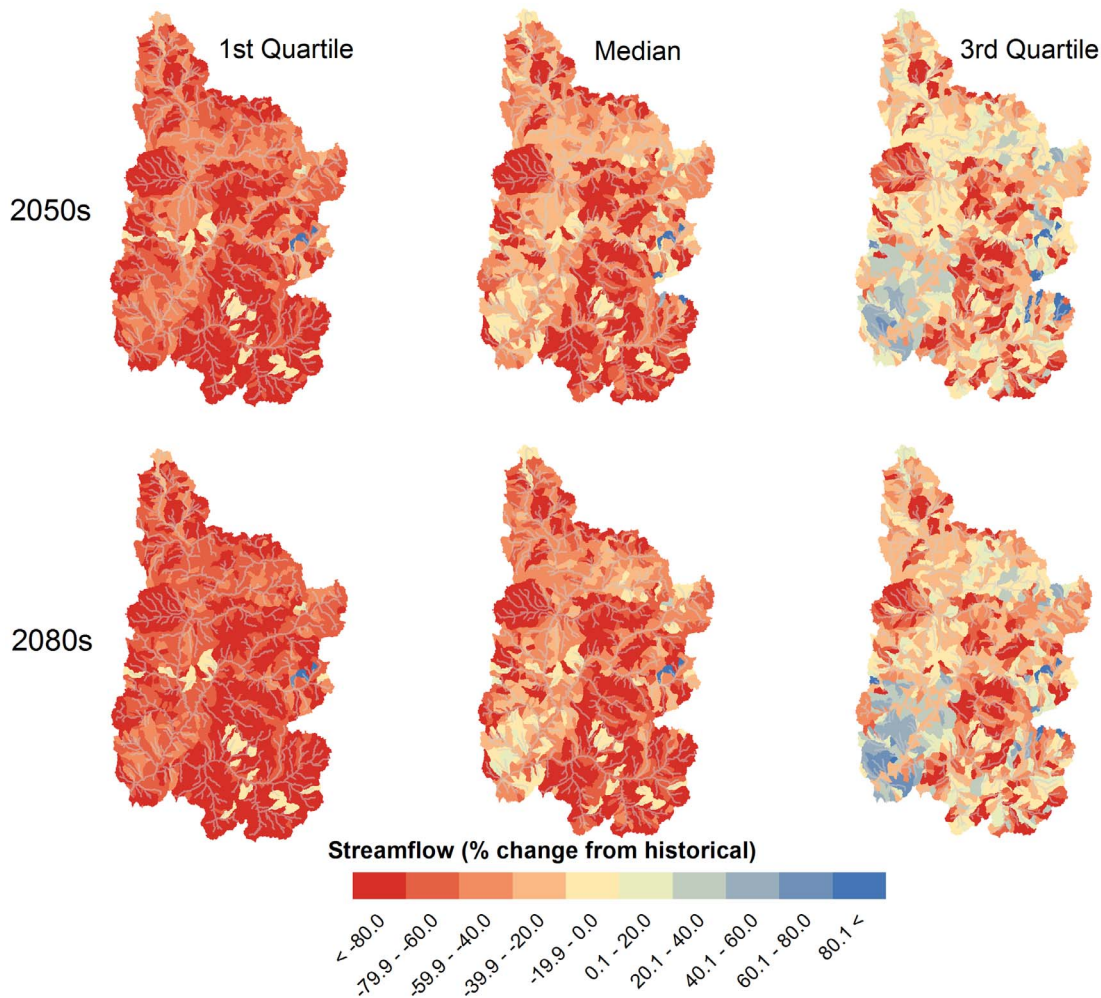 1st Quartile
Median
3rd Quartile
2050s
2080s
Streamflow (% change from historical)
< -80.0
-79.9 - -60.0
-59.9 - -40.0
-39.9 - -20.0
-19.9 - 0.0
0.1 - 20.0
20.1 - 40.0
40.1 - 60.0
60.1 - 80.0
80.1 <